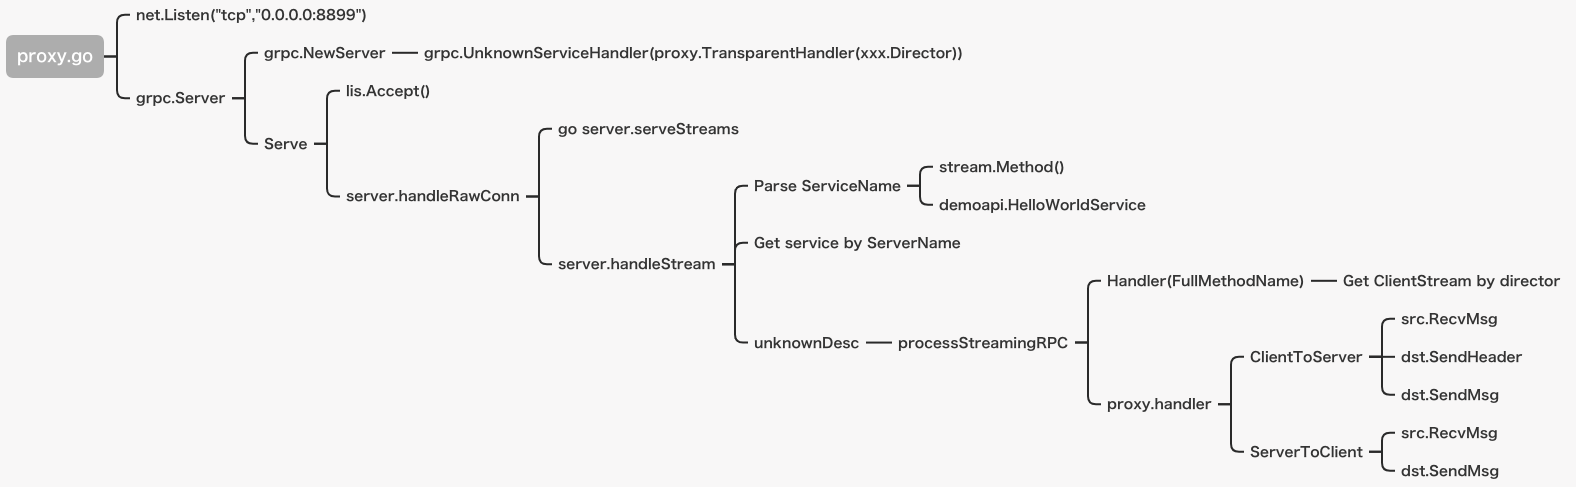 net.Listen("tcp","0.0.0.0:8899")
proxy.go
grpc.NewServer
grpc.UnknownServiceHandler(proxy.TransparentHandler(xxx.Director))
lis.Accept()
grpc.Server
go server.serveStreams
Serve
stream.Method()
Parse ServiceName
server.handleRawConn
demoapi.HelloWorldService
Get service by ServerName
server.handleStream
Handler(FullMethodName)
Get ClientStream by director
src.RecvMsg
unknownDesc
processStreamingRPC
ClientToServer
dst.SendHeader
dst.SendMsg
proxy.handler
src.RecvMsg
ServerToClient
dst.SendMsg